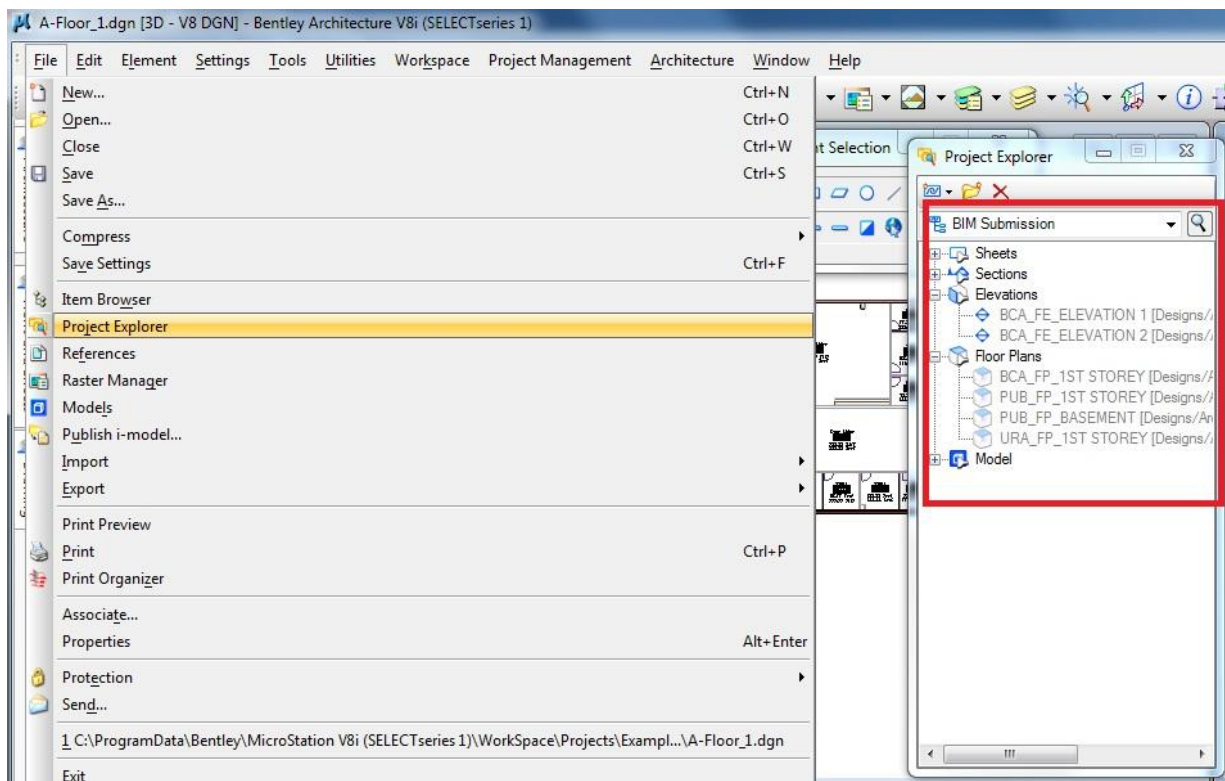 A-Floor_1.dgn [3D - V8 DGN] - Bentley Architecture V8i (SELECTseries 1)
File Edit Element Settings Tools Utilities Workspace Project Management Architecture Window Help
New... Ctrl+N
Open... Ctrl+O
Close Ctrl+W
Save Ctrl+S
Save As...
Compress
Save Settings Ctrl+F
Item Browser
Project Explorer
References
Raster Manager
Models
Publish i-model...
Import
Export
Print Preview
Print Ctrl+P
Print Organizer
Associate...
Properties Alt+Enter
Protection
Send...
1 C:\ProgramData\Bentley\MicroStation V8i (SELECTseries 1)\WorkSpace\Projects\Exampl...\A-Floor_1.dgn
Exit
nt Selection
Project Explorer
BIM Submission
Sheets
Sections
Elevations
BCA_FE_ELEVATION 1 [Designs/
BCA_FE_ELEVATION 2 [Designs/
Floor Plans
BCA_FP_1ST STOREY [Designs/A
PUB_FP_1ST STOREY [Designs/A
PUB_FP_BASEMENT [Designs/Ar
URA_FP_1ST STOREY [Designs/
Model